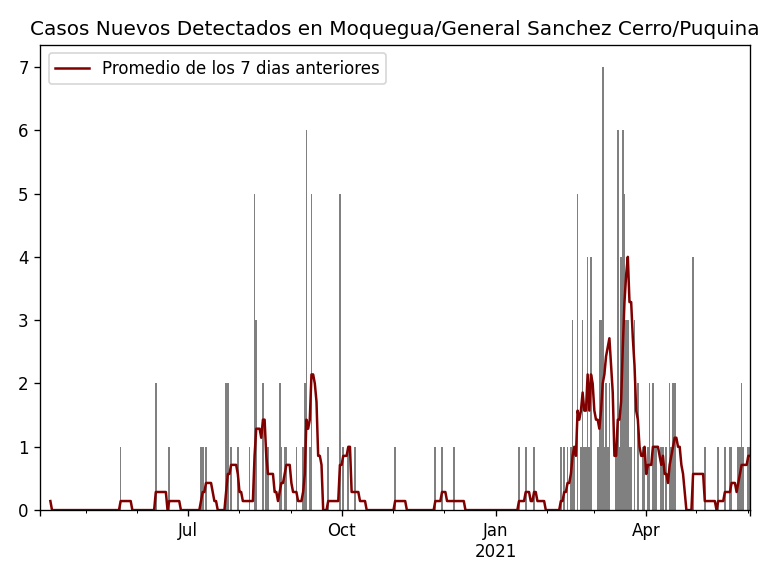 Casos Nuevos Detectados en Moquegua/General Sanchez Cerro/Puquina
Promedio de los 7 dias anteriores
7
6
5
4
3
2
1
0
Jul
Oct
Jan
2021
Apr